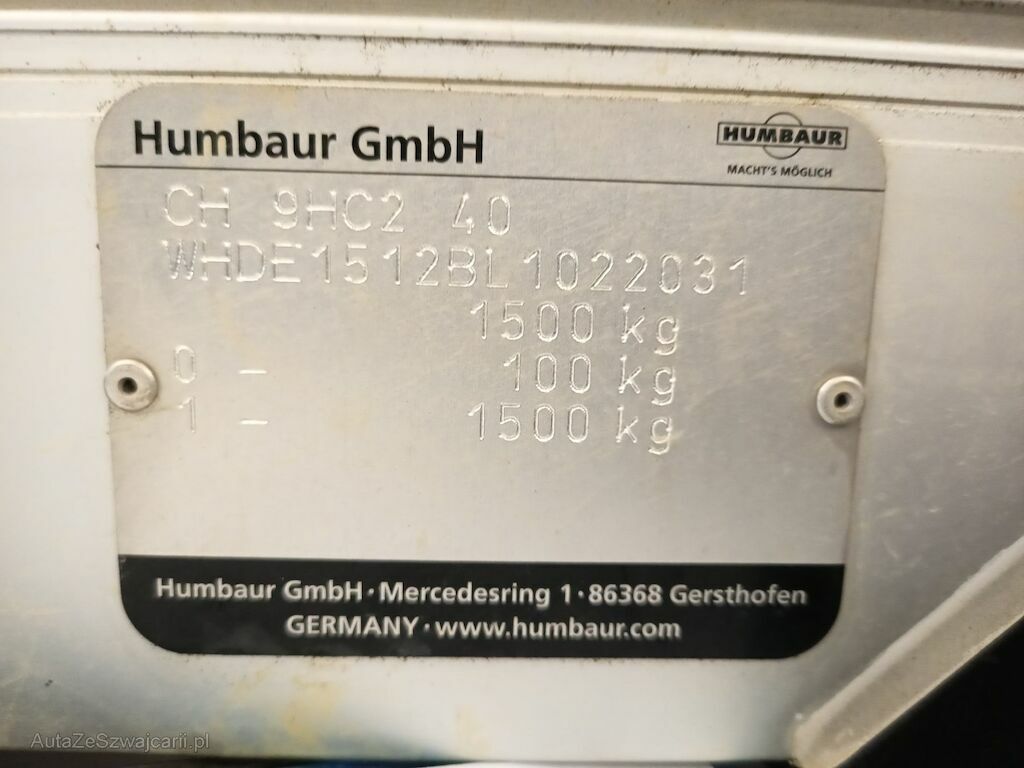 Humbaur GmbH
HUMBAUR
MACHT'S MÖGLICH
CH 9HC2 40
WHDE1512BL1022031
1500 kg
0 - 100 kg
1 - 1500 kg
Humbaur GmbH · Mercedesring 1 · 86368 Gersthofen
GERMANY · www.humbaur.com
AutaZeSzwajcarii.pl